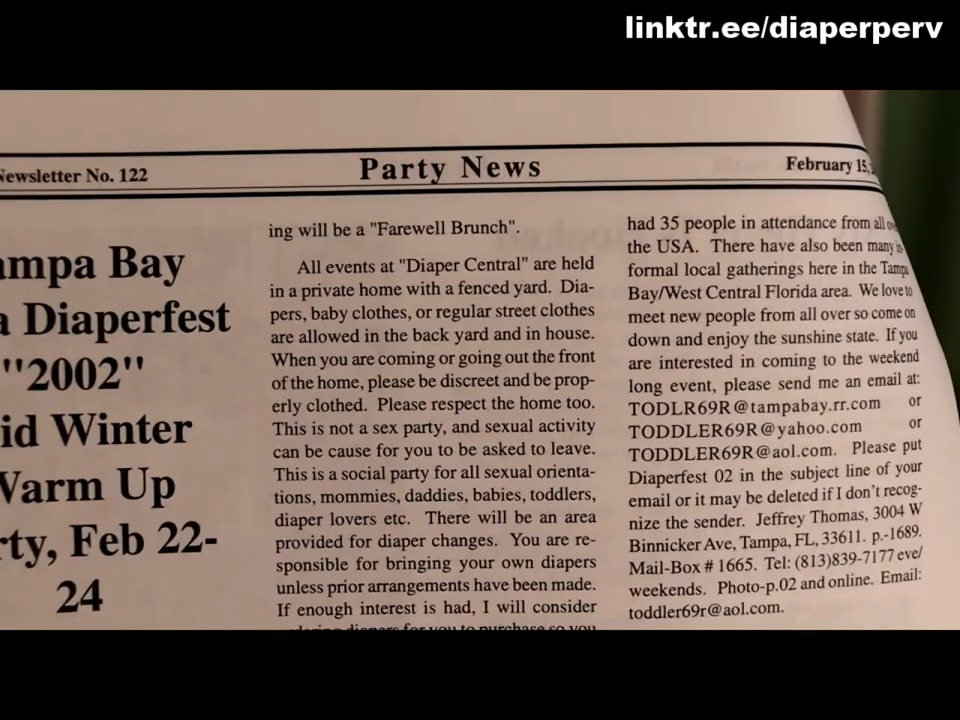 linktr.ee/diaperperv
Newsletter No. 122
Party News
February 15,
ampa Bay
a Diaperfest
"2002"
id Winter
Warm Up
rty, Feb 22-
24
ing will be a "Farewell Brunch".
All events at "Diaper Central" are held
in a private home with a fenced yard. Dia-
pers, baby clothes, or regular street clothes
are allowed in the back yard and in house.
When you are coming or going out the front
of the home, please be discreet and be prop-
erly clothed. Please respect the home too.
This is not a sex party, and sexual activity
can be cause for you to be asked to leave.
This is a social party for all sexual orienta-
tions, mommies, daddies, babies, toddlers,
diaper lovers etc. There will be an area
provided for diaper changes. You are re-
sponsible for bringing your own diapers
unless prior arrangements have been made.
If enough interest is had, I will consider
diapers for you to purchase so you
had 35 people in attendance from all
the USA. There have also been many in-
formal local gatherings here in the Tampa
Bay/West Central Florida area. We love to
meet new people from all over so come on
down and enjoy the sunshine state. If you
are interested in coming to the weekend
long event, please send me an email at:
TODLR69R@tampabay.rr.com or
TODDLER69R@yahoo.com or
TODDLER69R@aol.com. Please put
Diaperfest 02 in the subject line of your
email or it may be deleted if I don't recog-
nize the sender. Jeffrey Thomas, 3004 W
Binnicker Ave, Tampa, FL, 33611. p.-1689.
Mail-Box # 1665. Tel: (813)839-7177 eve/
weekends. Photo-p.02 and online. Email:
toddler69r@aol.com.